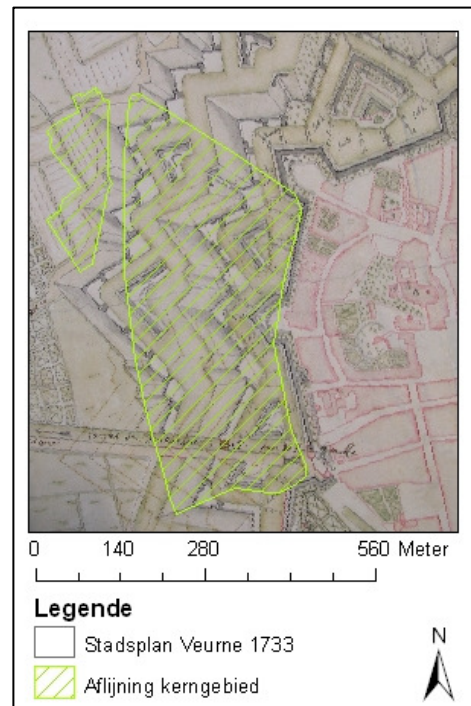 0 140 280 560 Meter
Legende
Stadsplan Veurne 1733
Aflijning kerngebied
N